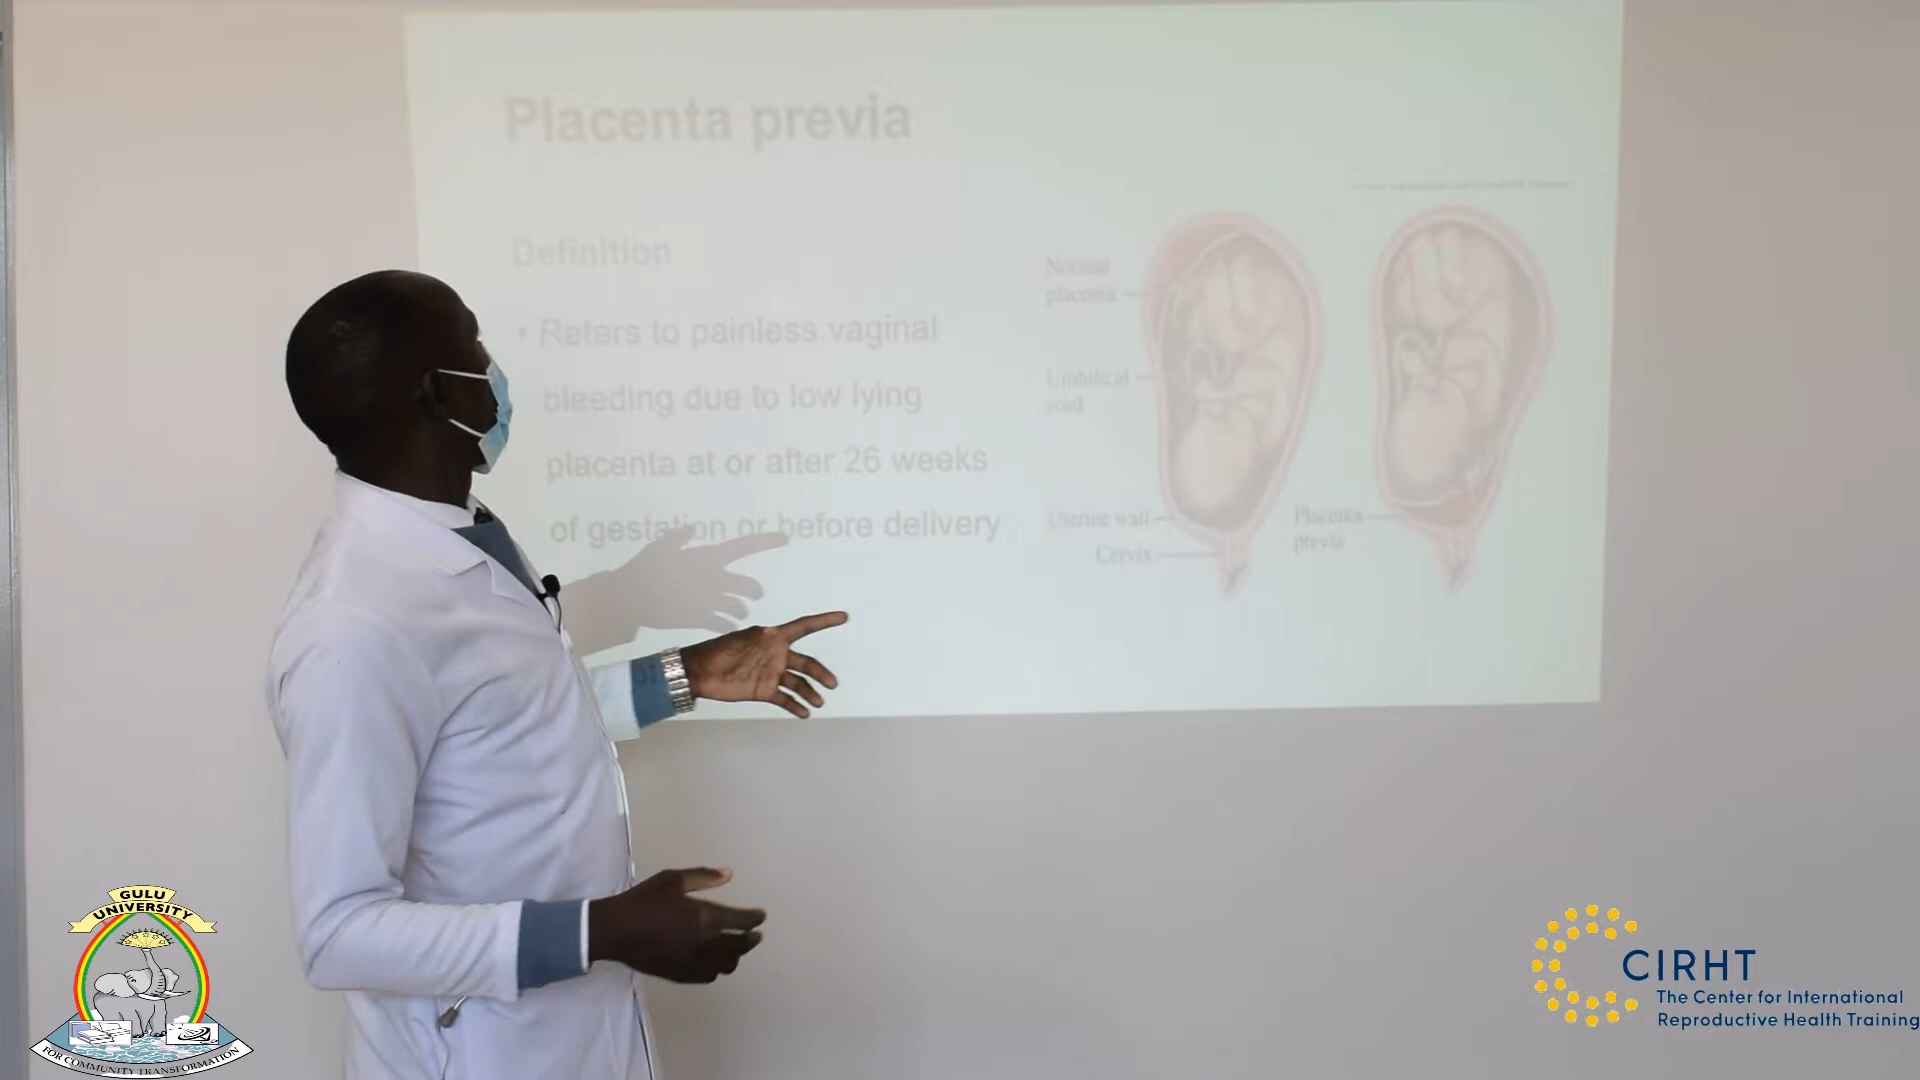 Placenta previa
Definition
• Refers to painless vaginal
bleeding due to low lying
placenta at or after 26 weeks
of gestation or before delivery
Normal
placenta
Umbilical
cord
Uterine wall
Cervix
Placenta
previa
GULU
UNIVERSITY
FOR COMMUNITY TRANSFORMATION
CIRHT
The Center for International
Reproductive Health Training